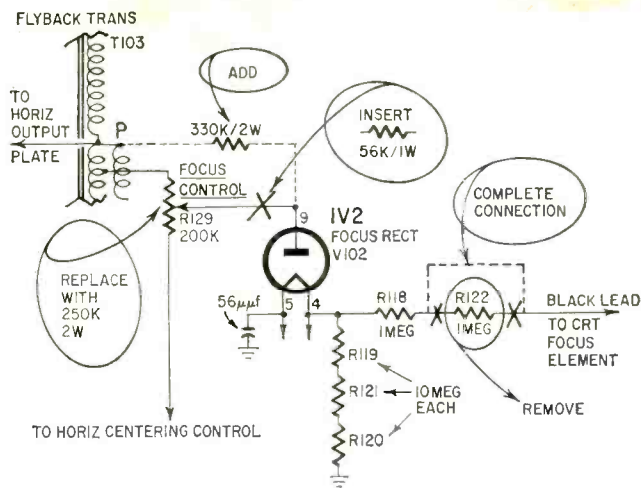 FLYBACK TRANS
T103
TO
HORIZ
OUTPUT
PLATE
P
ADD
330K/2W
INSERT
56K/1W
FOCUS
CONTROL
R129
200K
REPLACE
WITH
250K
2W
9
1V2
FOCUS RECT
V102
5
4
56μμf
COMPLETE
CONNECTION
R118
1MEG
R122
1MEG
BLACK LEAD
TO CRT
FOCUS
ELEMENT
REMOVE
R119
R121
R120
10 MEG
EACH
TO HORIZ CENTERING CONTROL